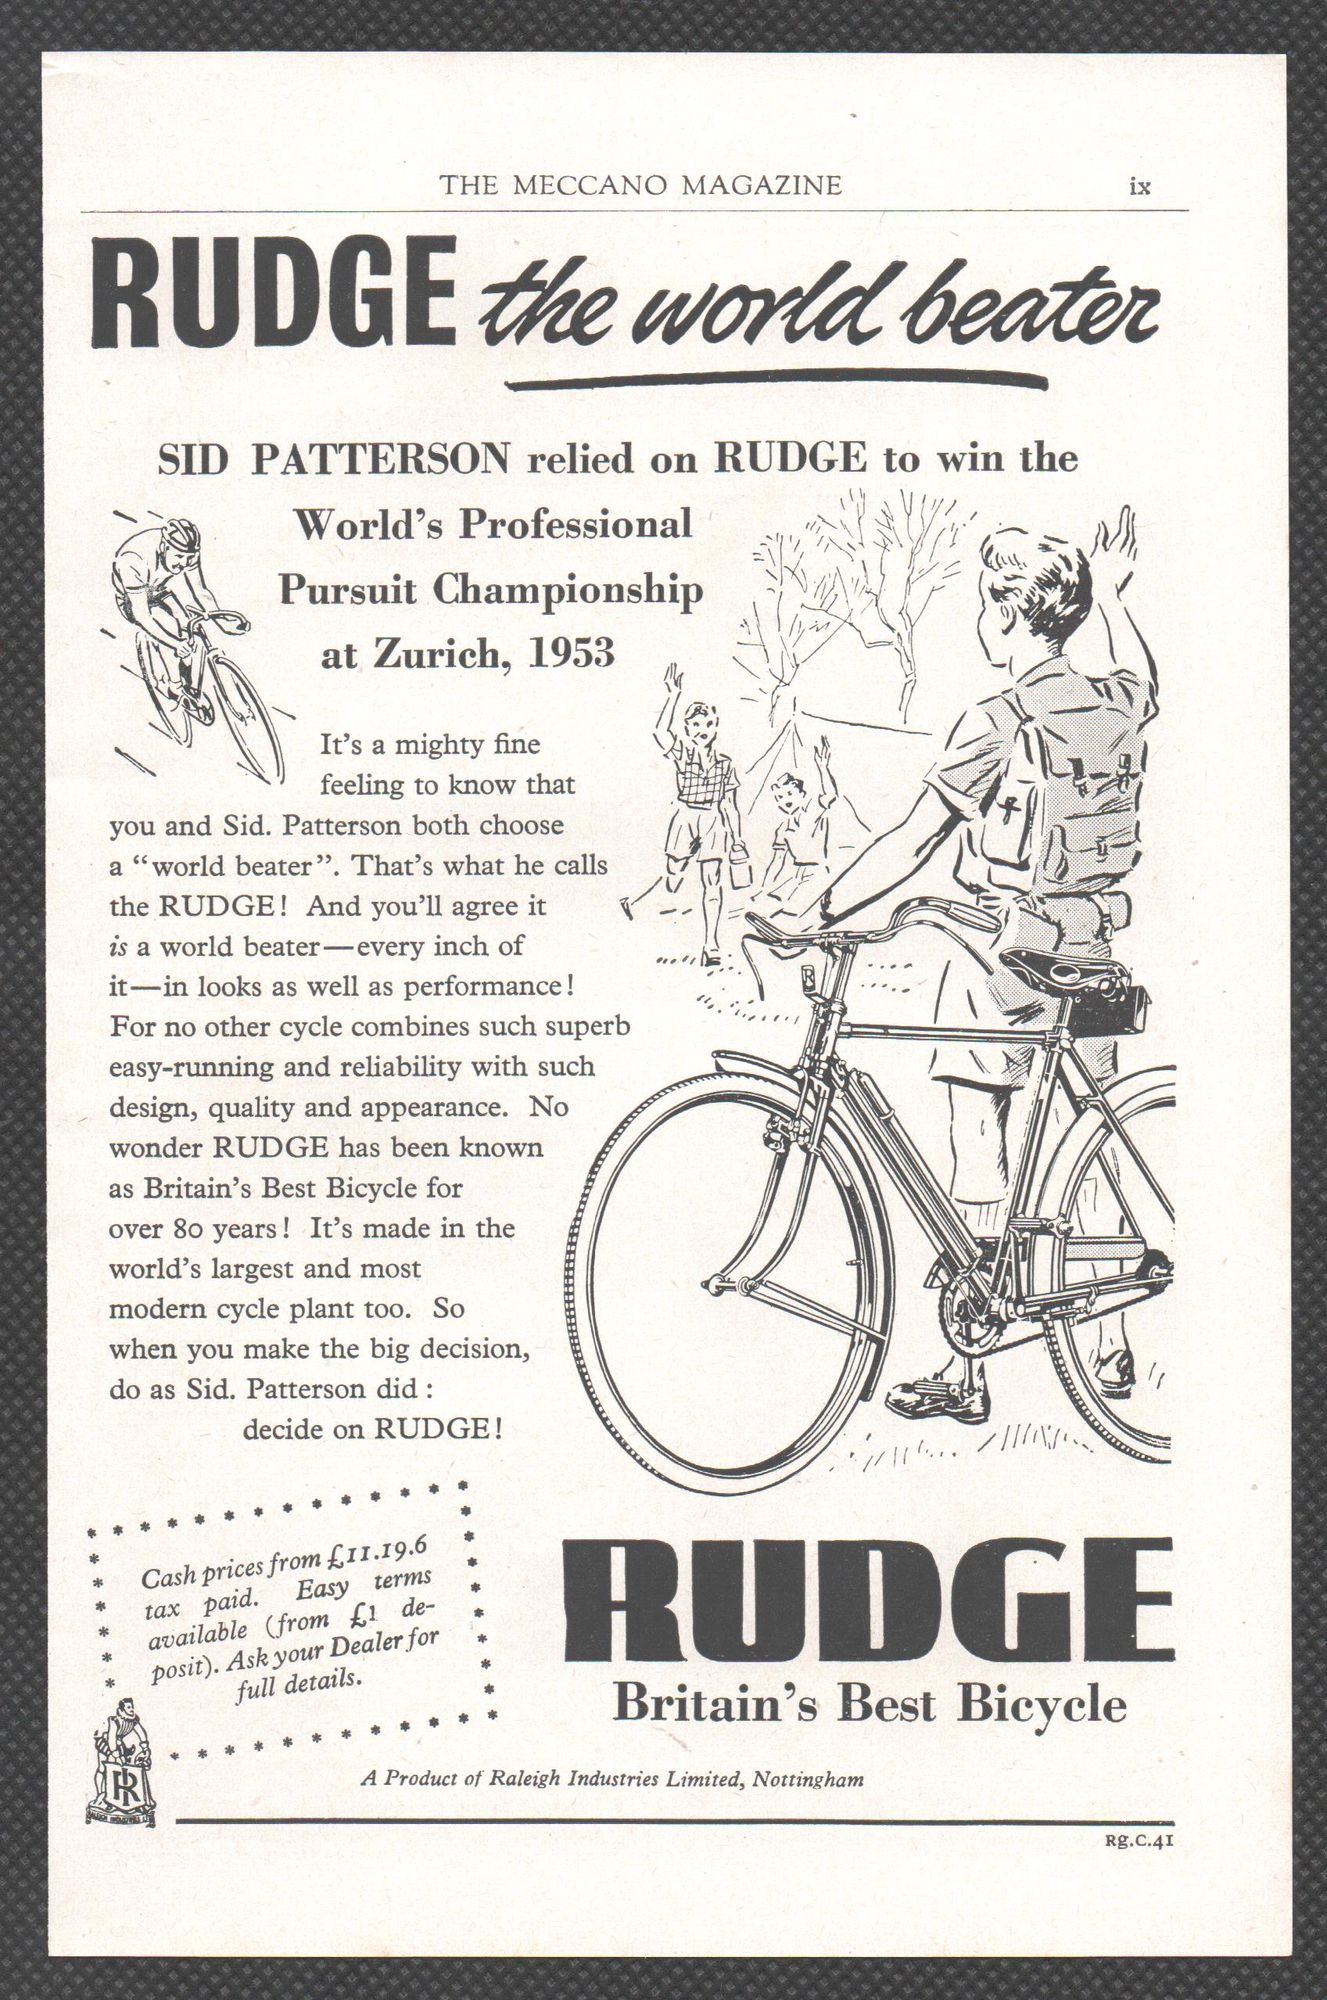 THE MECCANO MAGAZINE ix
RUDGE the world beater
SID PATTERSON relied on RUDGE to win the
World's Professional
Pursuit Championship
at Zurich, 1953
It's a mighty fine
feeling to know that
you and Sid. Patterson both choose
a “world beater”. That's what he calls
the RUDGE! And you'll agree it
is a world beater—every inch of
it—in looks as well as performance!
For no other cycle combines such superb
easy-running and reliability with such
design, quality and appearance. No
wonder RUDGE has been known
as Britain's Best Bicycle for
over 80 years! It's made in the
world's largest and most
modern cycle plant too. So
when you make the big decision,
do as Sid. Patterson did :
decide on RUDGE!
Cash prices from £11.19.6
tax paid. Easy terms
available (from £1 de-
posit). Ask your Dealer for
full details.
RUDGE
Britain's Best Bicycle
A Product of Raleigh Industries Limited, Nottingham
RALEIGH INDUSTRIES LTD
Rg.C.41